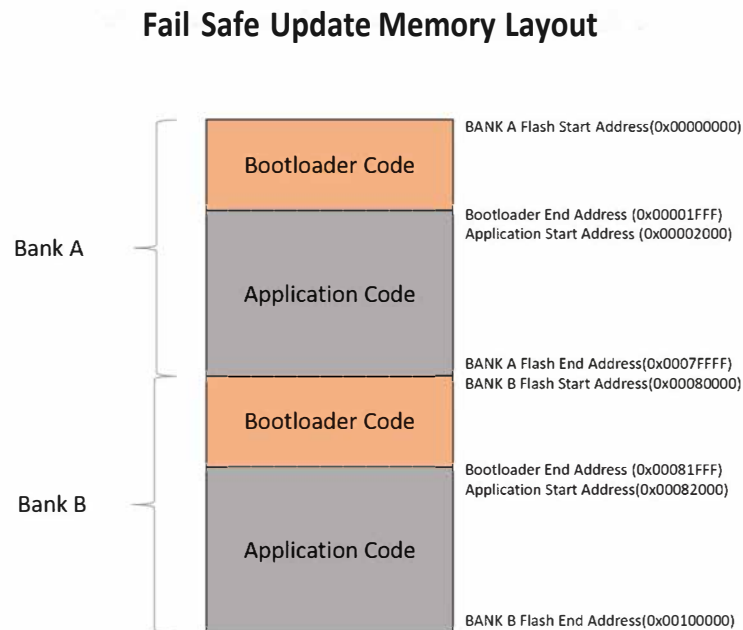 Fail Safe Update Memory Layout
BANK A Flash Start Address(0x00000000)
Bootloader Code
Bootloader End Address (0x00001FFF)
Application Start Address (0x00002000)
Bank A
Application Code
BANK A Flash End Address(0x0007FFFF)
BANK B Flash Start Address(0x00080000)
Bootloader Code
Bootloader End Address (0x00081FFF)
Application Start Address(0x00082000)
Bank B
Application Code
BANK B Flash End Address(0x00100000)